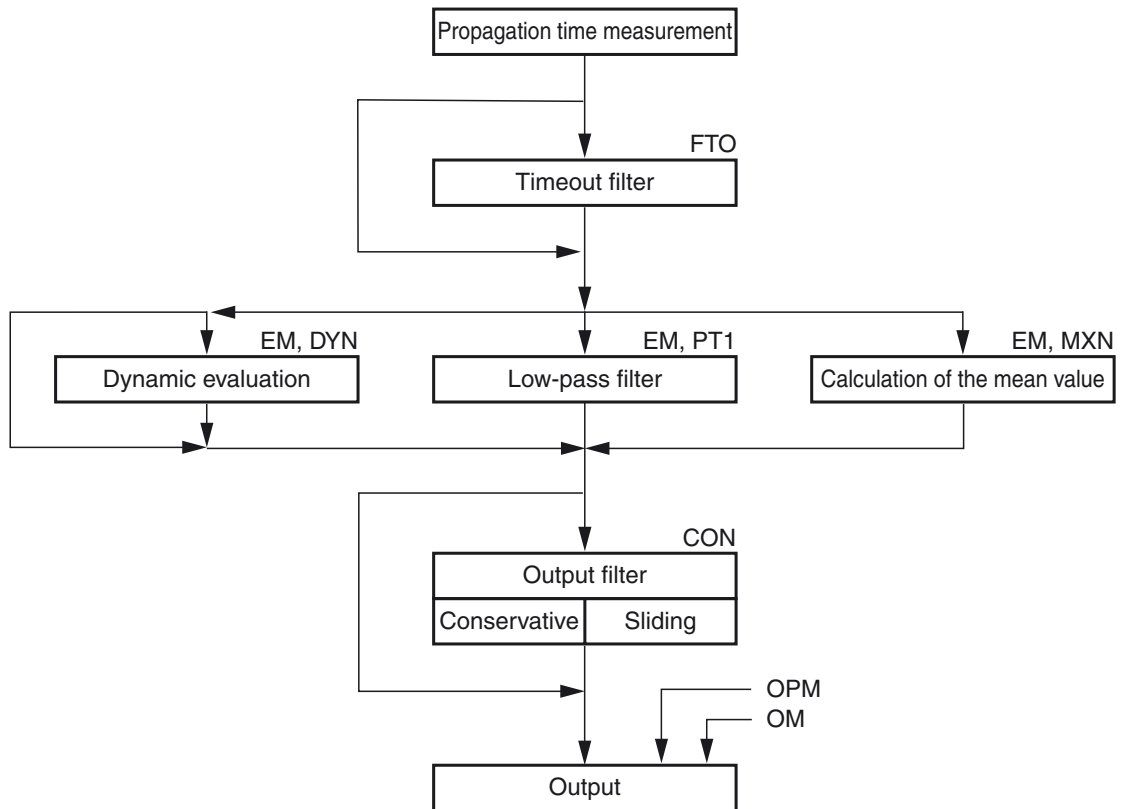 Propagation time measurement
FTO
Timeout filter
EM, DYN
EM, PT1
EM, MXN
Dynamic evaluation
Low-pass filter
Calculation of the mean value
CON
Output filter
Conservative
Sliding
OPM
OM
Output